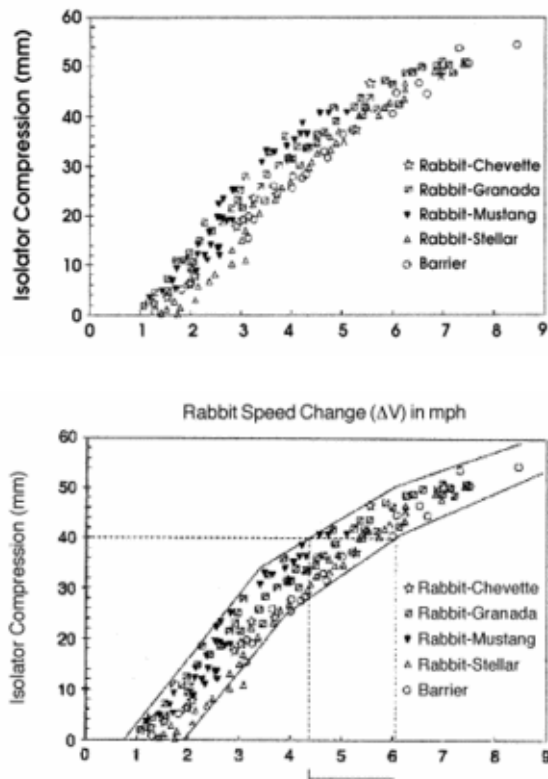 60
50
40
30
20
10
0
Isolator Compression (mm)
Rabbit-Chevette
Rabbit-Granada
Rabbit-Mustang
Rabbit-Stellar
Barrier
0 1 2 3 4 5 6 7 8 9
Rabbit Speed Change (ΔV) in mph
60
50
40
30
20
10
0
Isolator Compression (mm)
Rabbit-Chevette
Rabbit-Granada
Rabbit-Mustang
Rabbit-Stellar
Barrier
0 1 2 3 4 5 6 7 8 9